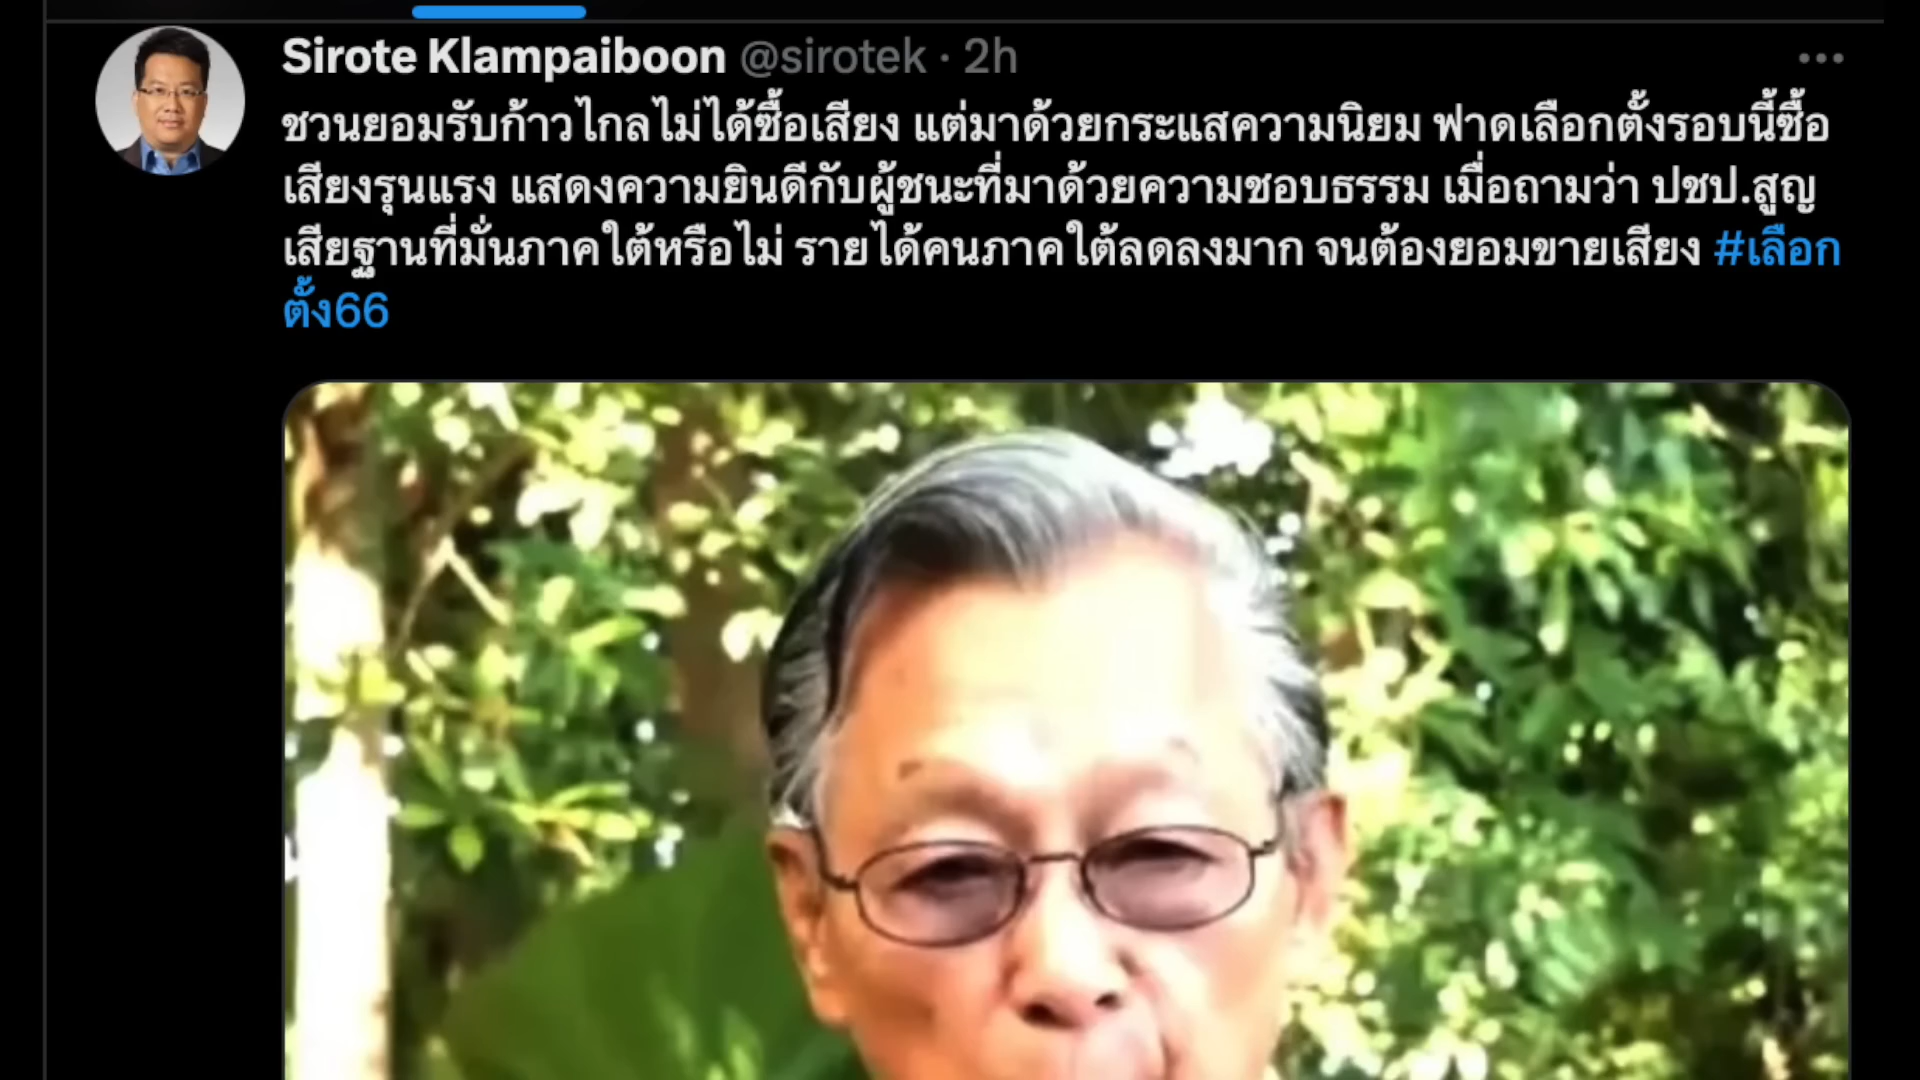 Sirote Klampaiboon @sirotek · 2h
ชวนยอมรับก้าวไกลไม่ได้ซื้อเสียง แต่มาด้วยกระแสความนิยม ฟาดเลือกตั้งรอบนี้ซื้อ
เสียงรุนแรง แสดงความยินดีกับผู้ชนะที่มาด้วยความชอบธรรม เมื่อถามว่า ปชป.สูญ
เสียฐานที่มั่นภาคใต้หรือไม่ รายได้คนภาคใต้ลดลงมาก จนต้องยอมขายเสียง #เลือก
ตั้ง66